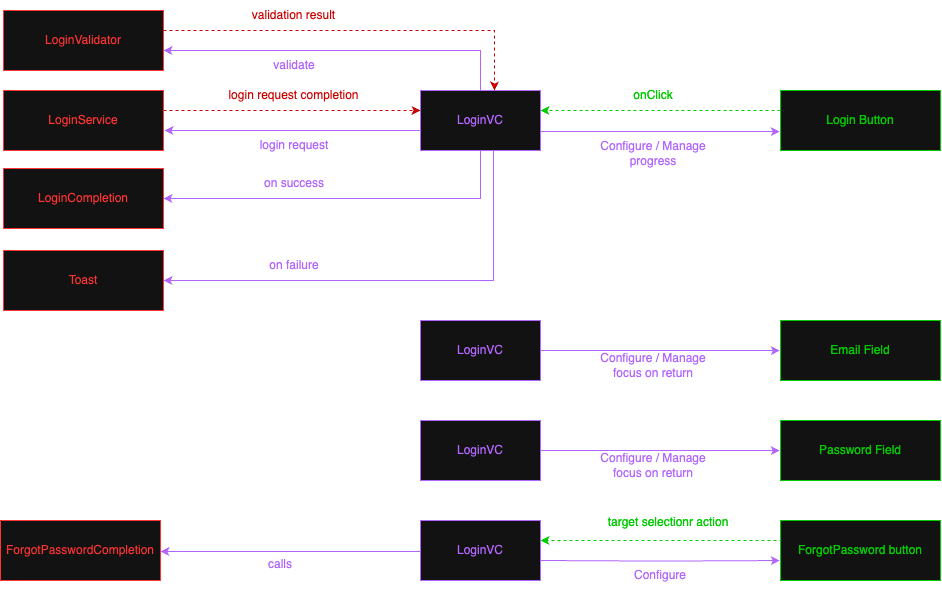 validation result
LoginValidator
validate
login request completion
onClick
LoginService
LoginVC
Login Button
login request
Configure / Manage
progress
on success
LoginCompletion
on failure
Toast
LoginVC
Email Field
Configure / Manage
focus on return
LoginVC
Password Field
Configure / Manage
focus on return
target selectionr action
ForgotPasswordCompletion
LoginVC
ForgotPassword button
calls
Configure